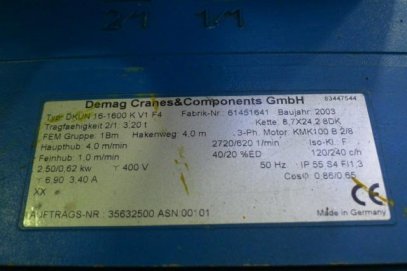 2/1 1/1
Demag Cranes&Components GmbH 83447544
Typ: DKUN 16-1600 K V1 F4 Fabrik-Nr: 61451641 Baujahr: 2003
Tragfaehigkeit 2/1: 3,20 t Kette: 8,7X24,2 8DK
FEM Gruppe: 1Bm Hakenweg: 4,0 m 3-Ph. Motor: KMK100 B 2/8
Haupthub: 4.0 m/min 2720/620 1/min Iso-Kl. F
Feinhub: 1.0 m/min 40/20 %ED 120/240 c/h
2.50/0,62 kw Y 400 V 50 Hz IP 55 S4 FI1,3
Y 6.90 3.40 A Cosφ 0,86/0,65
XX CE
AUFTRAGS-NR.: 35632500 ASN:00*01 Made in Germany